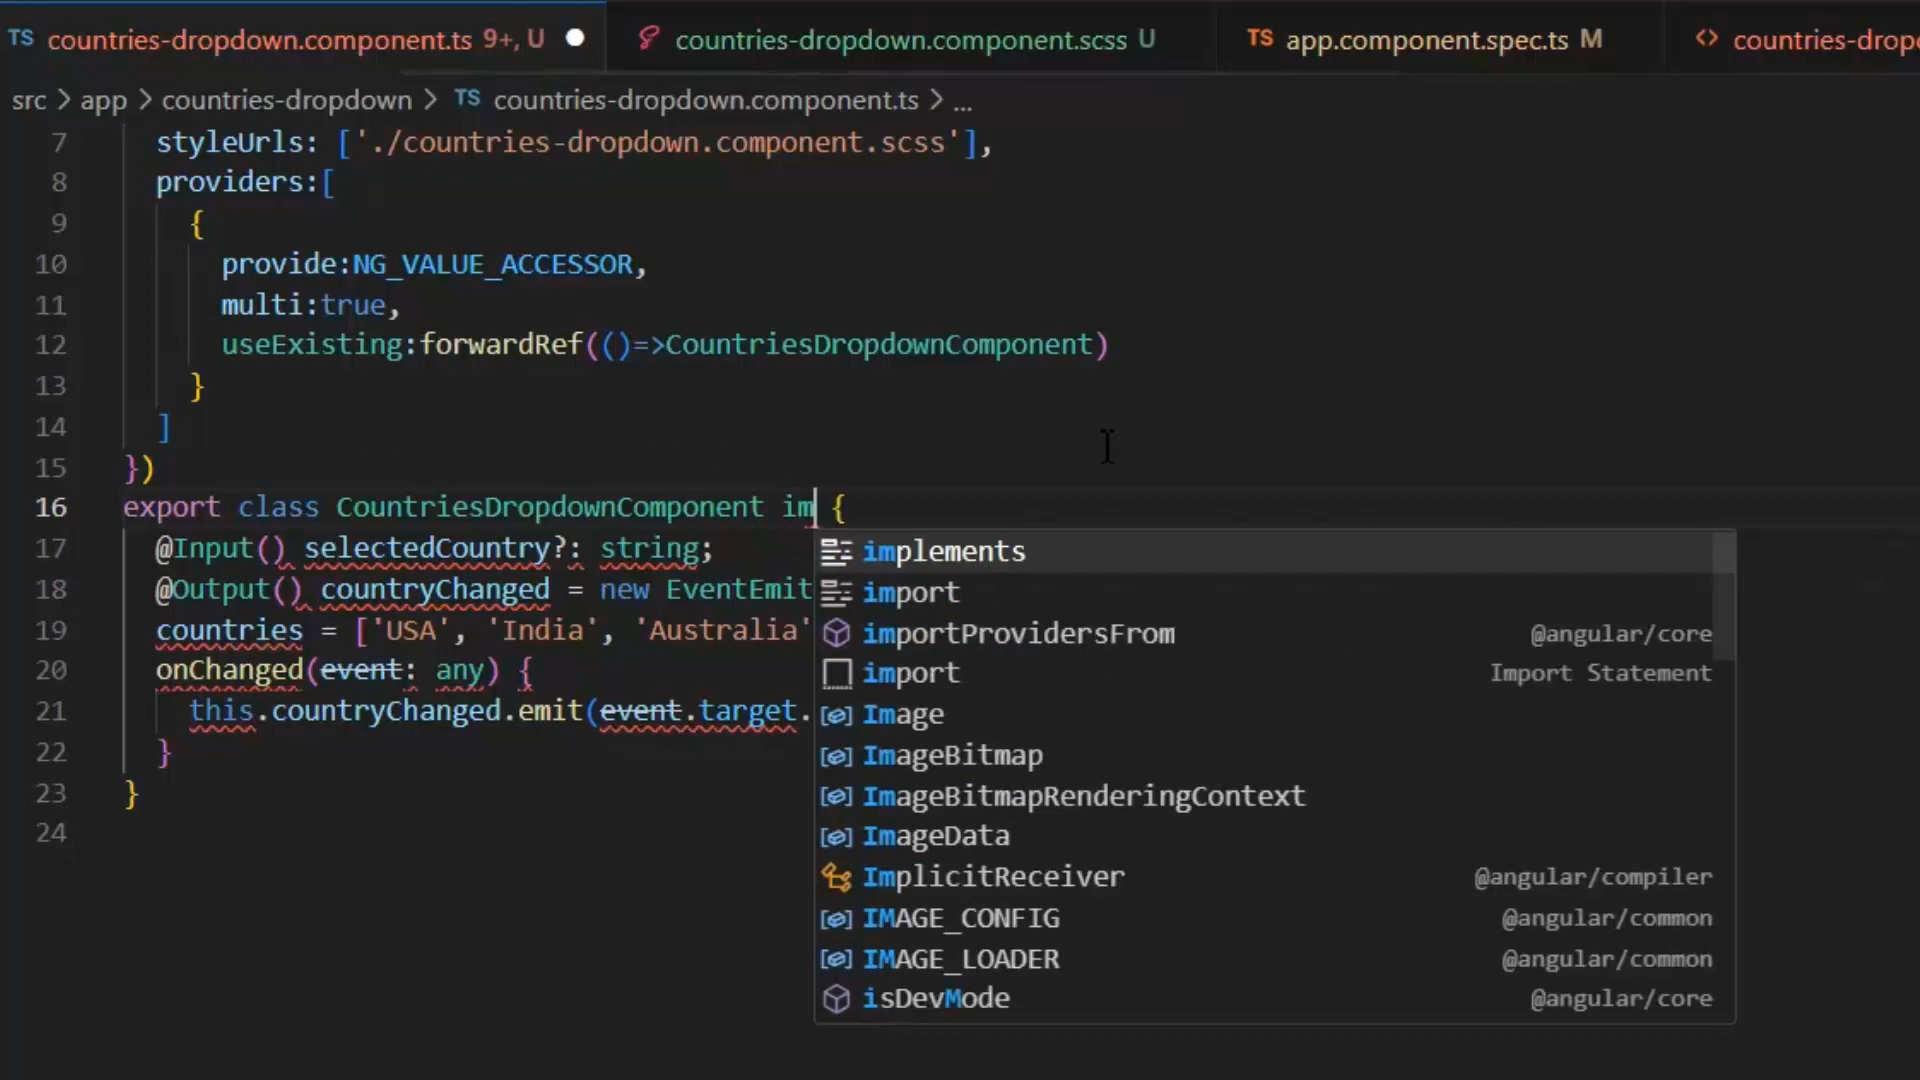 TS countries-dropdown.component.ts 9+, U countries-dropdown.component.scss U TS app.component.spec.ts M <> countries-drop
src > app > countries-dropdown > TS countries-dropdown.component.ts > ...
7 styleUrls: ['./countries-dropdown.component.scss'],
8 providers:[
9 {
10 provide:NG_VALUE_ACCESSOR,
11 multi:true,
12 useExisting:forwardRef(()=>CountriesDropdownComponent)
13 }
14 ]
15 })
16 export class CountriesDropdownComponent im {
17 @Input() selectedCountry?: string;
18 @Output() countryChanged = new EventEmit
19 countries = ['USA', 'India', 'Australia'
20 onChanged(event: any) {
21 this.countryChanged.emit(event.target.
22 }
23 }
24
implements
import
importProvidersFrom @angular/core
import Import Statement
Image
ImageBitmap
ImageBitmapRenderingContext
ImageData
ImplicitReceiver @angular/compiler
IMAGE_CONFIG @angular/common
IMAGE_LOADER @angular/common
isDevMode @angular/core